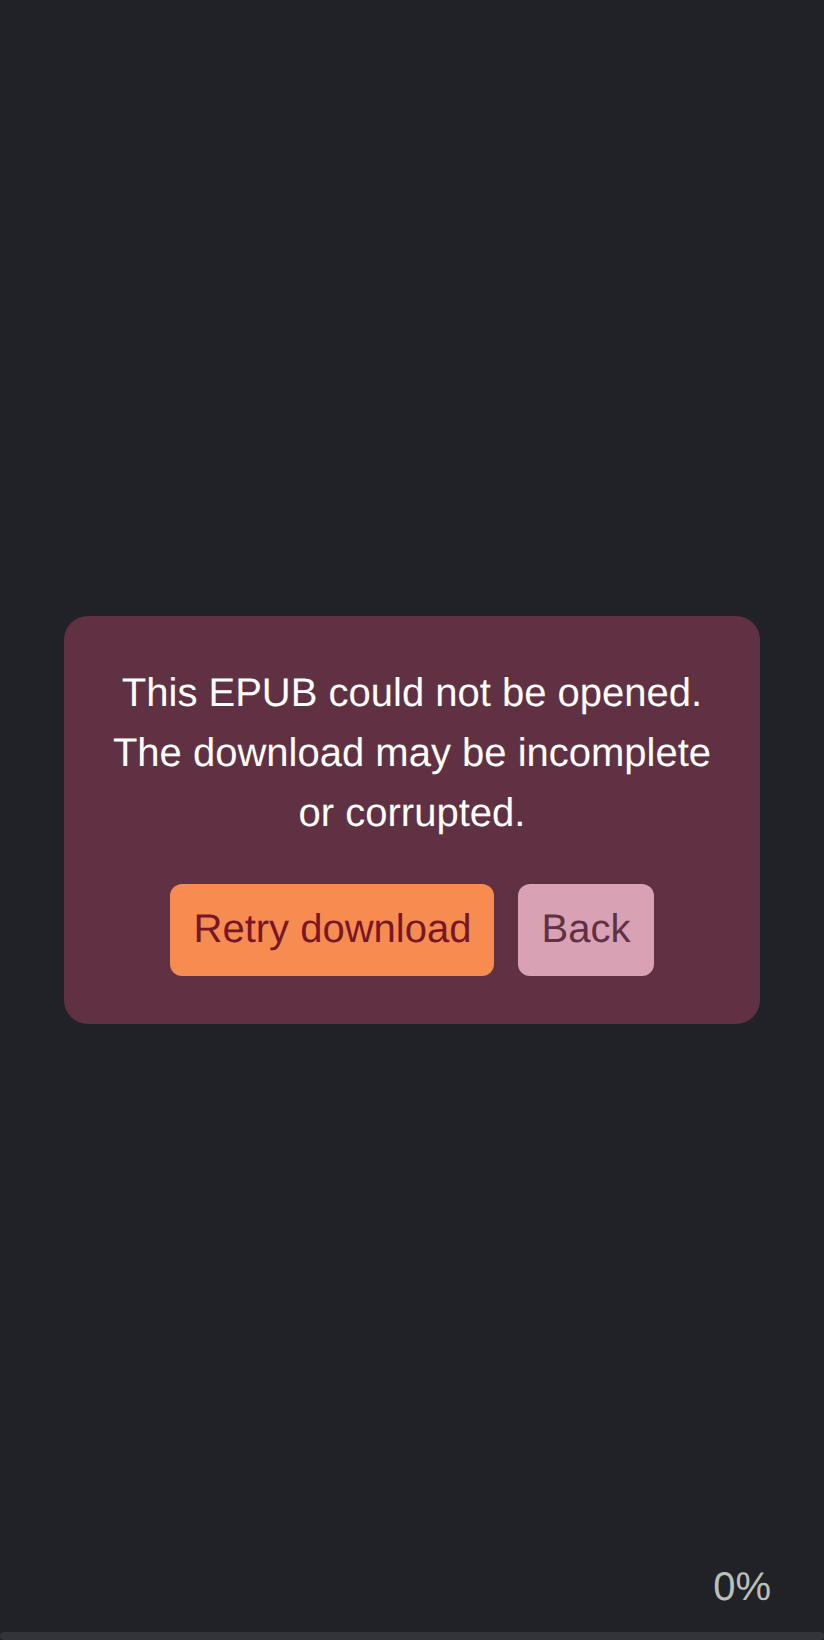 This EPUB could not be opened.
The download may be incomplete
or corrupted.
Retry download
Back
0%